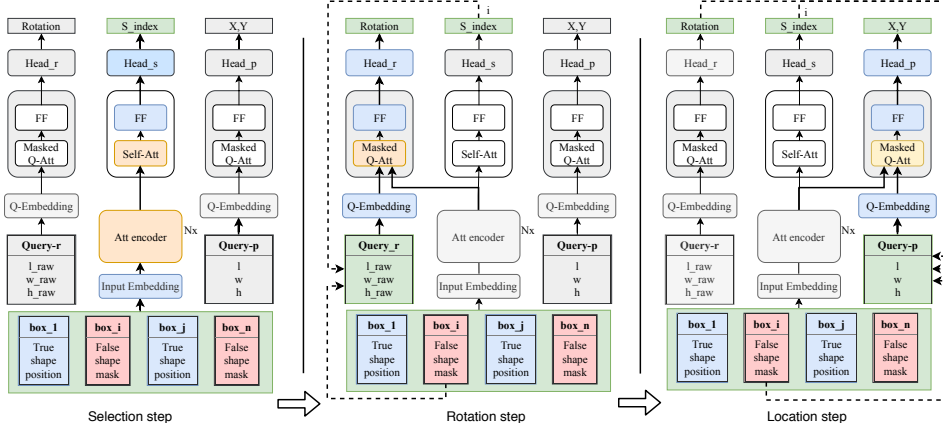 Rotation
S_index
X,Y
Head_r
Head_s
Head_p
FF
FF
FF
Masked
Q-Att
Self-Att
Masked
Q-Att
Q-Embedding
Att encoder
Nx
Q-Embedding
Query-r
l_raw
w_raw
h_raw
Input Embedding
Query-p
l
w
h
box_1
True
shape
position
box_i
False
shape
mask
box_j
True
shape
position
box_n
False
shape
mask
Selection step
i
Rotation
S_index
X,Y
Head_r
Head_s
Head_p
FF
FF
FF
Masked
Q-Att
Self-Att
Masked
Q-Att
Q-Embedding
Att encoder
Nx
Q-Embedding
Query_r
l_raw
w_raw
h_raw
Input Embedding
Query-p
l
w
h
box_1
True
shape
position
box_i
False
shape
mask
box_j
True
shape
position
box_n
False
shape
mask
Rotation step
i
Rotation
S_index
X,Y
Head_r
Head_s
Head_p
FF
FF
FF
Masked
Q-Att
Self-Att
Masked
Q-Att
Q-Embedding
Att encoder
Nx
Q-Embedding
Query-r
l_raw
w_raw
h_raw
Input Embedding
Query-p
l
w
h
box_1
True
shape
position
box_i
False
shape
mask
box_j
True
shape
position
box_n
False
shape
mask
Location step